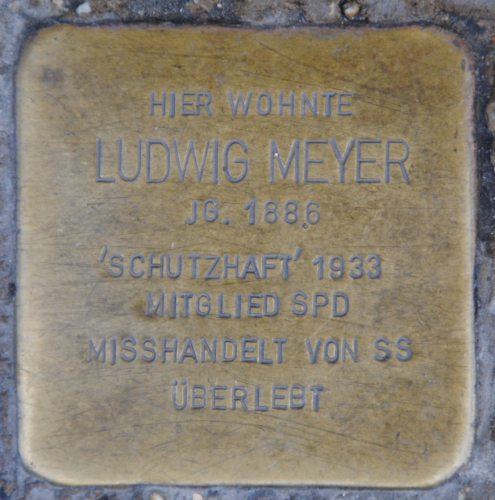 HIER WOHNTE
LUDWIG MEYER
JG. 1886
'SCHUTZHAFT' 1933
MITGLIED SPD
MISSHANDELT VON SS
ÜBERLEBT